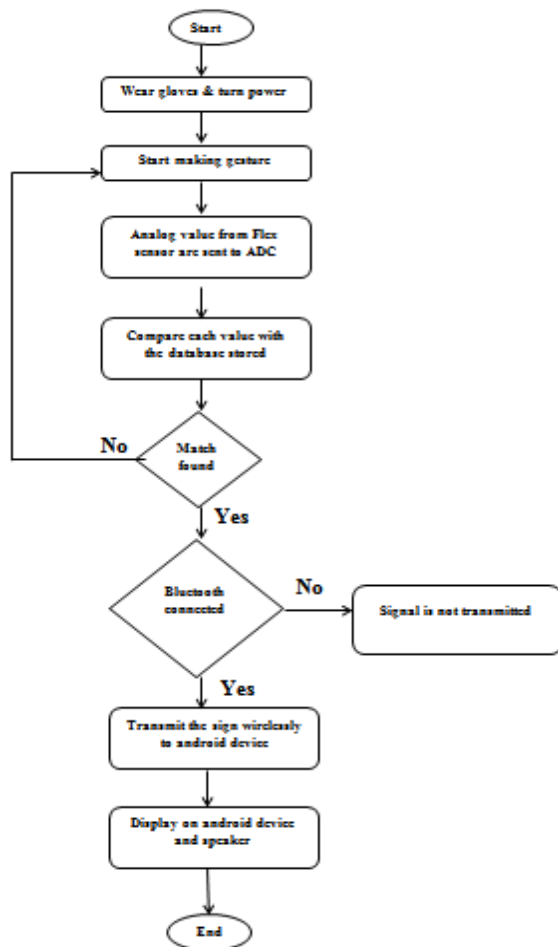 Start
Wear gloves & turn power
Start making gesture
Analog value from Flex
sensor are sent to ADC
Compare each value with
the database stored
No
Match
found
Yes
Bluetooth
connected
No
Signal is not transmitted
Yes
Transmit the sign wirelessly
to android device
Display on android device
and speaker
End